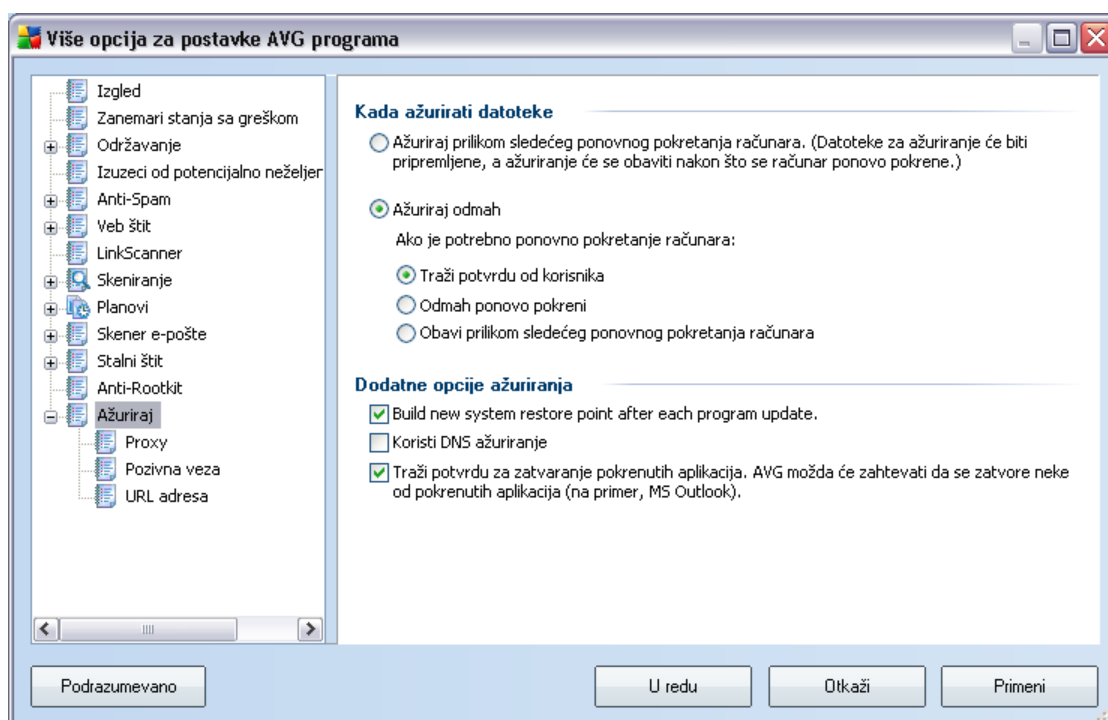 Više opcija za postavke AVG programa
Izgled
Zanemari stanja sa greškom
Održavanje
Izuzeci od potencijalno neželjer
Anti-Spam
Veb štit
LinkScanner
Skeniranje
Planovi
Skener e-pošte
Stalni štit
Anti-Rootkit
Ažuriraj
Proxy
Pozivna veza
URL adresa
Kada ažurirati datoteke
Ažuriraj prilikom sledećeg ponovnog pokretanja računara. (Datoteke za ažuriranje će biti
pripremljene, a ažuriranje će se obaviti nakon što se računar ponovo pokrene.)
Ažuriraj odmah
Ako je potrebno ponovno pokretanje računara:
Traži potvrdu od korisnika
Odmah ponovo pokreni
Obavi prilikom sledećeg ponovnog pokretanja računara
Dodatne opcije ažuriranja
Build new system restore point after each program update.
Koristi DNS ažuriranje
Traži potvrdu za zatvaranje pokrenutih aplikacija. AVG možda će zahtevati da se zatvore neke
od pokrenutih aplikacija (na primer, MS Outlook).
Podrazumevano
U redu
Otkaži
Primeni